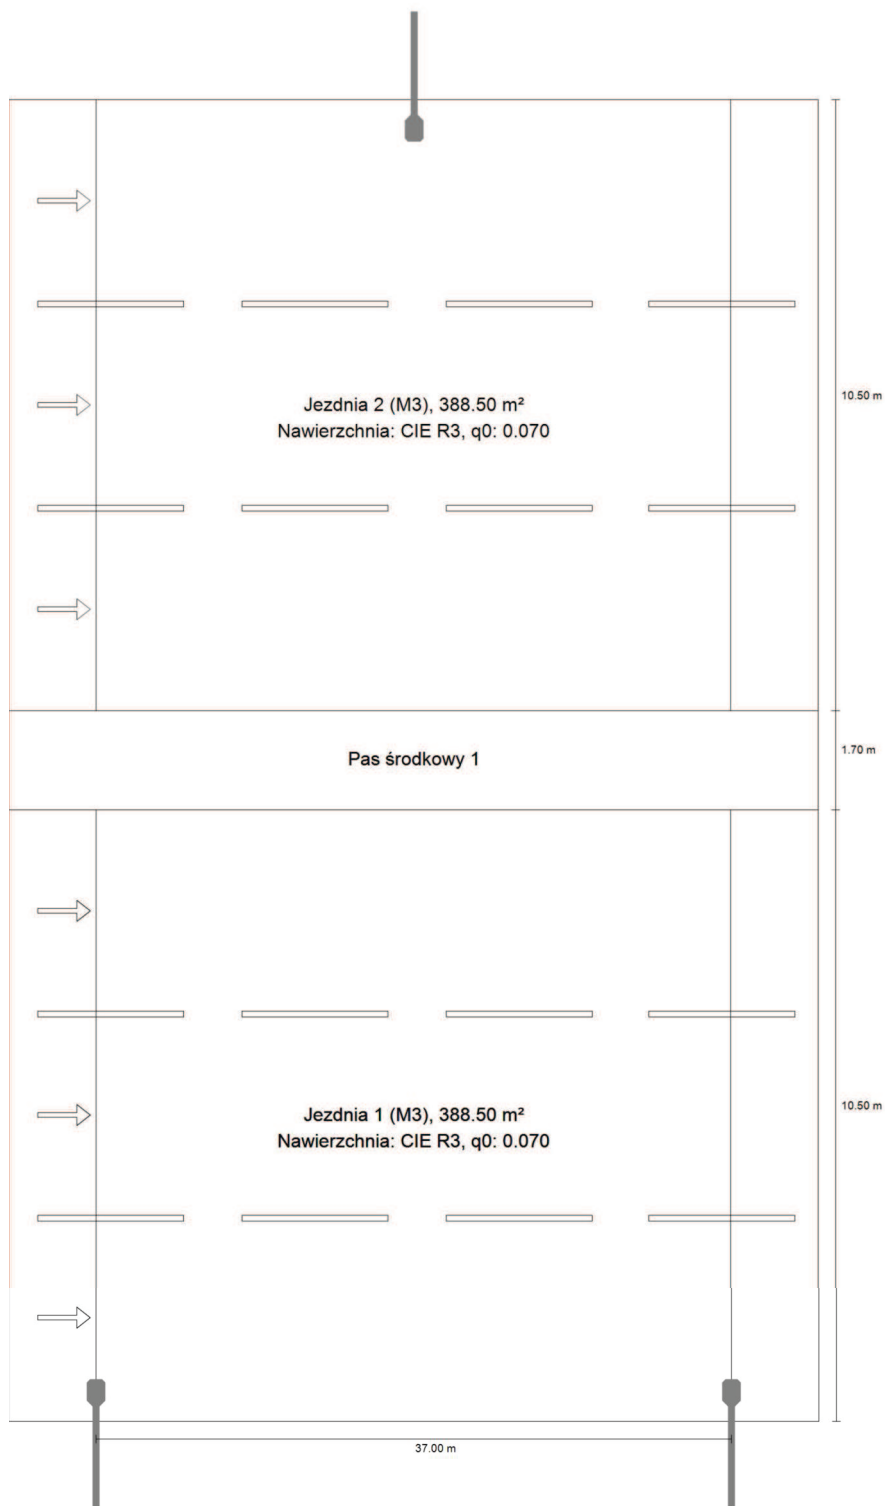 Jezdnia 2 (M3), 388.50 m²
Nawierzchnia: CIE R3, q0: 0.070
10.50 m
Pas środkowy 1
1.70 m
Jezdnia 1 (M3), 388.50 m²
Nawierzchnia: CIE R3, q0: 0.070
10.50 m
37.00 m